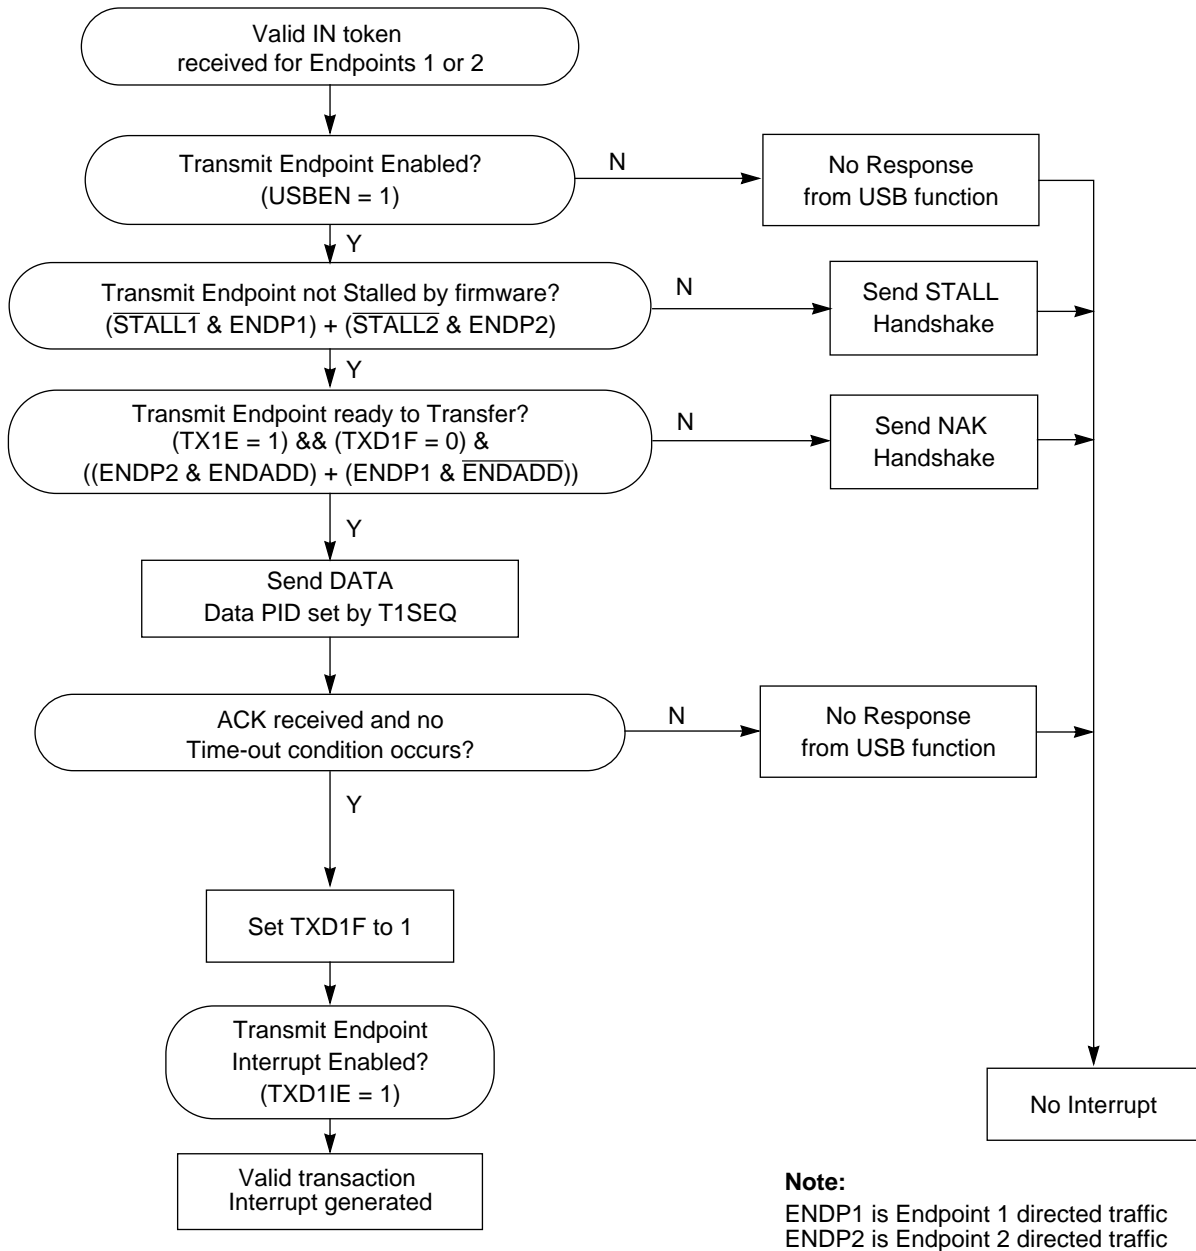 Valid IN token
received for Endpoints 1 or 2
Transmit Endpoint Enabled?
(USBEN = 1)
N
No Response
from USB function
Y
Transmit Endpoint not Stalled by firmware?
(S̅T̅A̅L̅L̅1̅ & ENDP1) + (S̅T̅A̅L̅L̅2̅ & ENDP2)
N
Send STALL
Handshake
Y
Transmit Endpoint ready to Transfer?
(TX1E = 1) && (TXD1F = 0) &
((ENDP2 & ENDADD) + (ENDP1 & E̅N̅D̅A̅D̅D̅))
N
Send NAK
Handshake
Y
Send DATA
Data PID set by T1SEQ
ACK received and no
Time-out condition occurs?
N
No Response
from USB function
Y
Set TXD1F to 1
Transmit Endpoint
Interrupt Enabled?
(TXD1IE = 1)
No Interrupt
Valid transaction
Interrupt generated
Note:
ENDP1 is Endpoint 1 directed traffic
ENDP2 is Endpoint 2 directed traffic